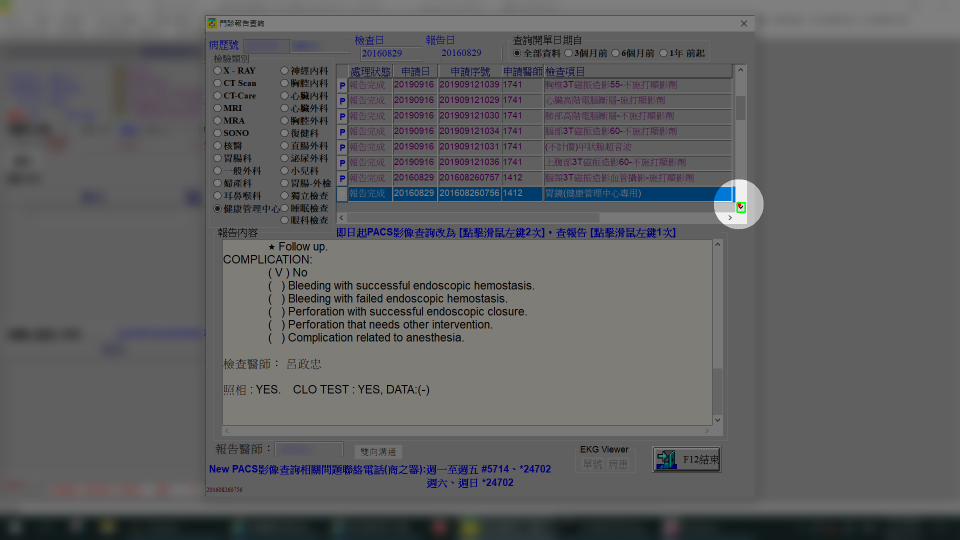 門診報告查詢
病歷號
檢查日 報告日
20160829 20160829
查詢開單日期自
全部資料 3個月前 6個月前 1年 前起
檢驗類別
X - RAY 神經內科
CT Scan 胸腔內科
CT-Care 心臟內科
MRI 心臟外科
MRA 胸腔外科
SONO 復健科
核醫 直腸外科
胃腸科 泌尿外科
一般外科 小兒科
婦產科 胃腸-外檢
耳鼻喉科 獨立檢查
健康管理中心 睡眠檢查
眼科檢查
處理狀態 申請日 申請序號 申請醫師 檢查項目
P 報告完成 20190916 201909121039 1741 胸椎3T磁振造影55-不施打顯影劑
P 報告完成 20190916 201909121029 1741 心臟高階電腦斷層-施打顯影劑
P 報告完成 20190916 201909121030 1741 肺部高階電腦斷層-不施打顯影劑
P 報告完成 20190916 201909121034 1741 腦部3T磁振造影60-不施打顯影劑
P 報告完成 20190916 201909121031 1741 (不計價)甲狀腺超音波
P 報告完成 20190916 201909121036 1741 上腹部3T磁振造影60-不施打顯影劑
P 報告完成 20160829 201608260757 1412 腦部3T磁振造影血管攝影-施打顯影劑
報告完成 20160829 201608260756 1412 胃鏡(健康管理中心專用)
報告內容
即日起PACS影像查詢改為 [點擊滑鼠左鍵2次]，查報告 [點擊滑鼠左鍵1次]
★ Follow up.
COMPLICATION:
( V ) No
( ) Bleeding with successful endoscopic hemostasis.
( ) Bleeding with failed endoscopic hemostasis.
( ) Perforation with successful endoscopic closure.
( ) Perforation that needs other intervention.
( ) Complication related to anesthesia.
檢查醫師： 呂政忠
照相 : YES. CLO TEST : YES, DATA:(-)
報告醫師：
雙向溝通
EKG Viewer
單號 病患
F12結束
New PACS影像查詢相關問題聯絡電話(商之器):週一至週五 #5714、*24702
週六、週日 *24702
201608260756